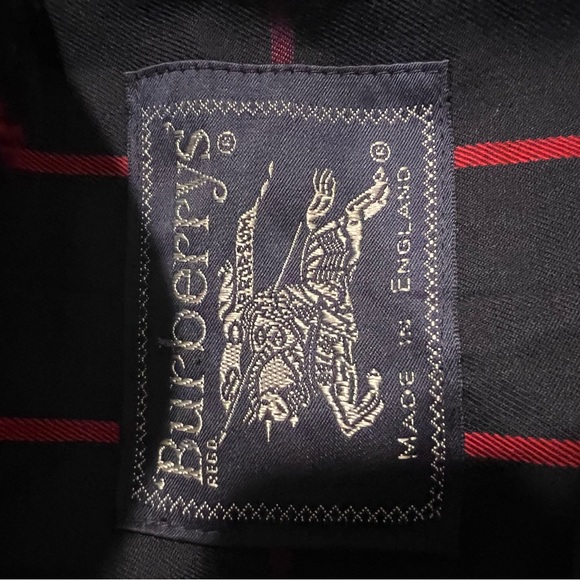 'Burberrys'®
REGD.
PRORSUM
®
MADE IN ENGLAND